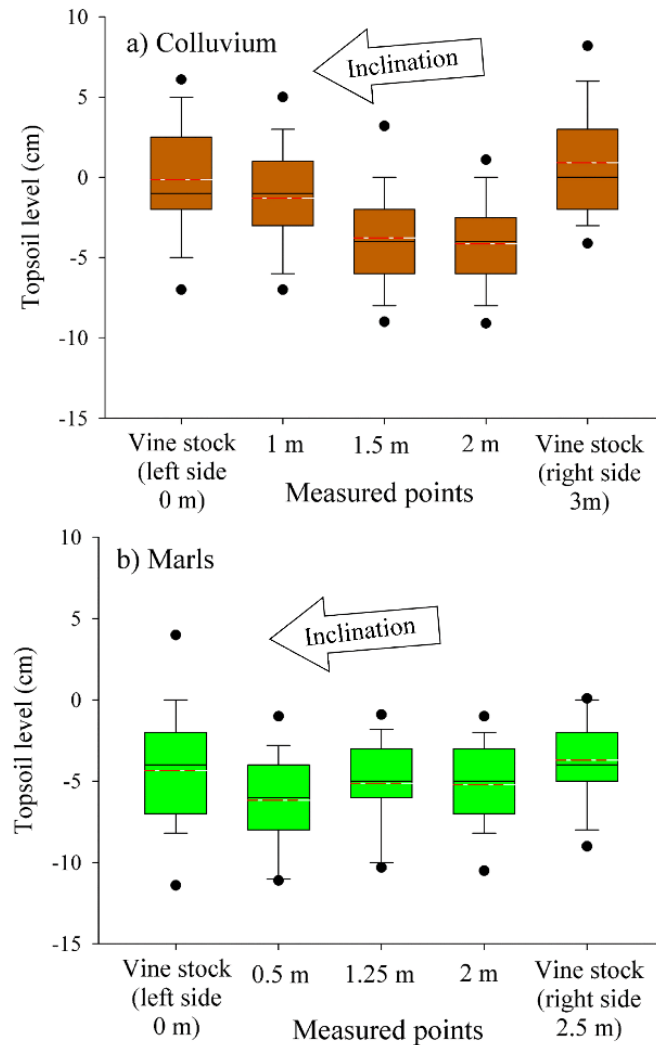 10
a) Colluvium
Inclination
5
0
-5
-10
-15
Topsoil level (cm)
Vine stock
(left side
0 m)
1 m
1.5 m
2 m
Vine stock
(right side
3m)
Measured points
10
b) Marls
Inclination
5
0
-5
-10
-15
Topsoil level (cm)
Vine stock
(left side
0 m)
0.5 m
1.25 m
2 m
Vine stock
(right side
2.5 m)
Measured points